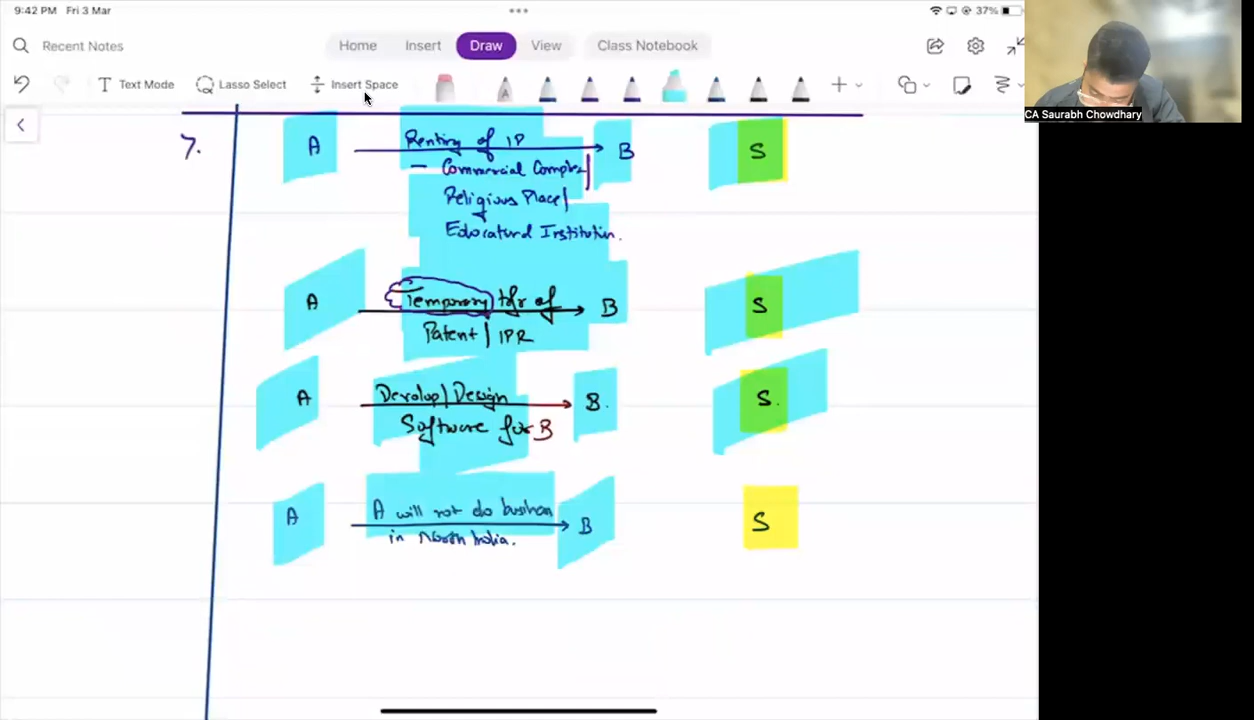 9:42 PM Fri 3 Mar
37%
Recent Notes
Home Insert Draw View Class Notebook
Text Mode Lasso Select Insert Space
CA Saurabh Chowdhary
7. A Renting of IP B S
– Commercial Complex/
Religious Place/
Educational Institution.
A Temporary tfr of B S
Patent / IPR
A Develop/Design B. S.
Software for B
A A will not do business B S
in North India.